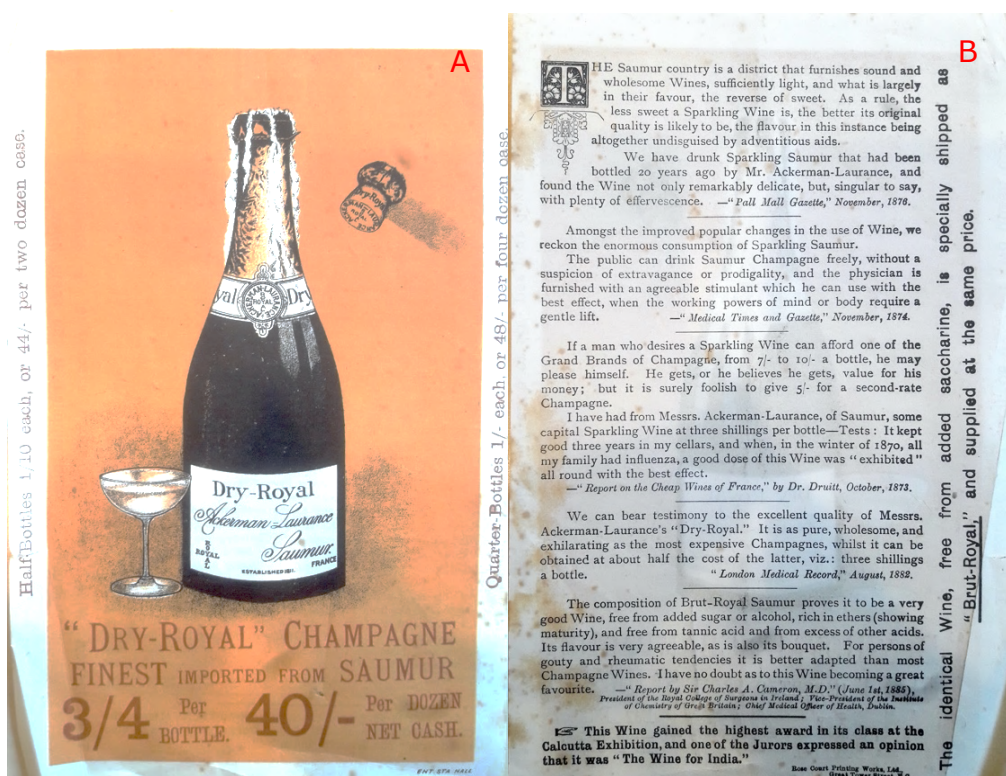 A
Half-Bottles 1/10 each, or 44/- per two dozen case.
Quarter-Bottles 1/- each, or 48/- per four dozen case.
Dry Roy
yal
Dry
ACKERMAN-LAURANCE
ROYAL
Dry-Royal
Ackerman-Laurance
ROYAL
Saumur.
FRANCE
ESTABLISHED 1811.
“DRY-ROYAL” CHAMPAGNE
FINEST IMPORTED FROM SAUMUR
3/4 Per BOTTLE. 40/- Per DOZEN NET CASH.
ENT. STA. HALL
B
THE Saumur country is a district that furnishes sound and
wholesome Wines, sufficiently light, and what is largely
in their favour, the reverse of sweet. As a rule, the
less sweet a Sparkling Wine is, the better its original
quality is likely to be, the flavour in this instance being
altogether undisguised by adventitious aids.
We have drunk Sparkling Saumur that had been
bottled 20 years ago by Mr. Ackerman-Laurance, and
found the Wine not only remarkably delicate, but, singular to say,
with plenty of effervescence. —“Pall Mall Gazette,” November, 1876.
Amongst the improved popular changes in the use of Wine, we
reckon the enormous consumption of Sparkling Saumur.
The public can drink Saumur Champagne freely, without a
suspicion of extravagance or prodigality, and the physician is
furnished with an agreeable stimulant which he can use with the
best effect, when the working powers of mind or body require a
gentle lift. —“Medical Times and Gazette,” November, 1874.
If a man who desires a Sparkling Wine can afford one of the
Grand Brands of Champagne, from 7/- to 10/- a bottle, he may
please himself. He gets, or he believes he gets, value for his
money; but it is surely foolish to give 5/- for a second-rate
Champagne.
I have had from Messrs. Ackerman-Laurance, of Saumur, some
capital Sparkling Wine at three shillings per bottle—Tests: It kept
good three years in my cellars, and when, in the winter of 1870, all
my family had influenza, a good dose of this Wine was “exhibited”
all round with the best effect.
—“Report on the Cheap Wines of France,” by Dr. Druitt, October, 1873.
We can bear testimony to the excellent quality of Messrs.
Ackerman-Laurance’s “Dry-Royal.” It is as pure, wholesome, and
exhilarating as the most expensive Champagnes, whilst it can be
obtained at about half the cost of the latter, viz.: three shillings
a bottle. “London Medical Record,” August, 1882.
The composition of Brut-Royal Saumur proves it to be a very
good Wine, free from added sugar or alcohol, rich in ethers (showing
maturity), and free from tannic acid and from excess of other acids.
Its flavour is very agreeable, as is also its bouquet. For persons of
gouty and rheumatic tendencies it is better adapted than most
Champagne Wines. I have no doubt as to this Wine becoming a great
favourite. —“Report by Sir Charles A. Cameron, M.D.” (June 1st, 1885),
President of the Royal College of Surgeons in Ireland; Vice-President of the Institute
of Chemistry of Great Britain; Chief Medical Officer of Health, Dublin.
☞ This Wine gained the highest award in its class at the
Calcutta Exhibition, and one of the Jurors expressed an opinion
that it was “The Wine for India.”
Rose Court Printing Works, Ltd.,
The identical Wine, free from added saccharine, is specially shipped as
“Brut-Royal,” and supplied at the same price.